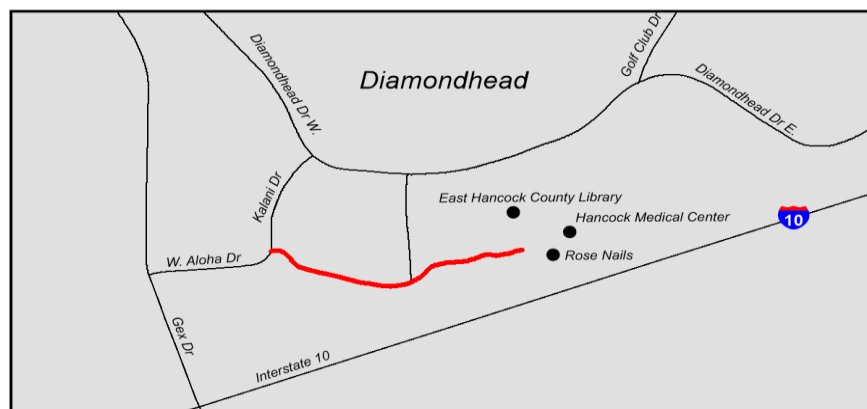 Diamondhead Dr W.
Diamondhead
Golf Club Dr
Diamondhead Dr E.
Kalani Dr
East Hancock County Library
Hancock Medical Center
10
W. Aloha Dr
Rose Nails
Gex Dr
Interstate 10